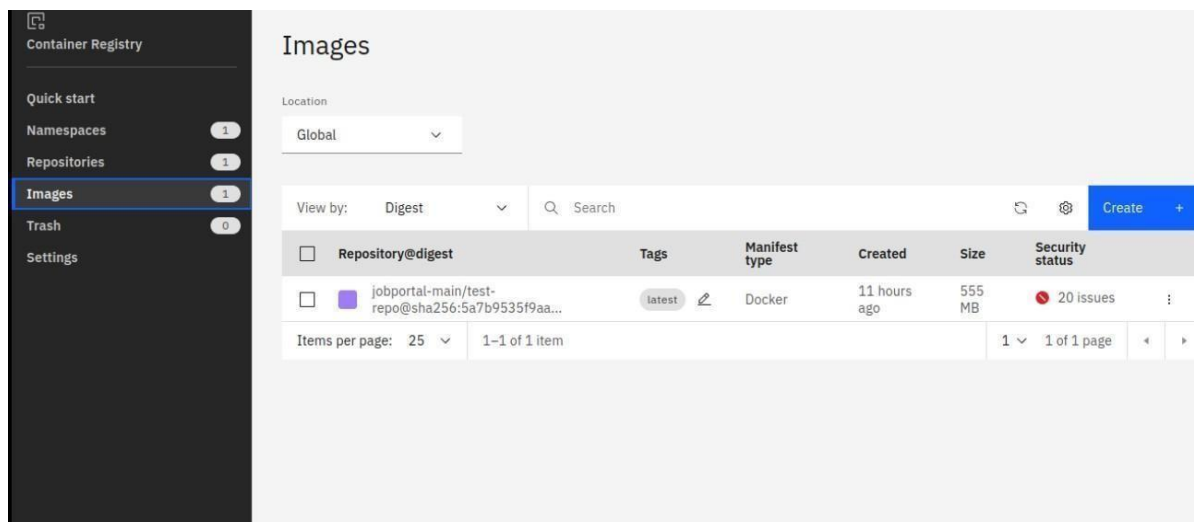 Container Registry
Quick start
Namespaces 1
Repositories 1
Images 1
Trash 0
Settings
Images
Location
Global
View by: Digest Search Create +
Repository@digest Tags Manifest type Created Size Security status
jobportal-main/test-
repo@sha256:5a7b9535f9aa... latest Docker 11 hours ago 555 MB 20 issues
Items per page: 25 1–1 of 1 item 1 1 of 1 page